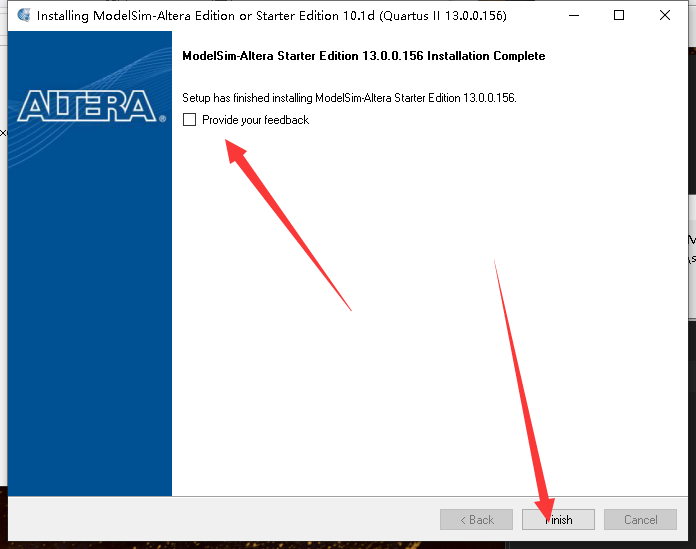 Installing ModelSim-Altera Edition or Starter Edition 10.1d (Quartus II 13.0.0.156)
ModelSim-Altera Starter Edition 13.0.0.156 Installation Complete
ALTERA®
Setup has finished installing ModelSim-Altera Starter Edition 13.0.0.156.
Provide your feedback
< Back
Finish
Cancel